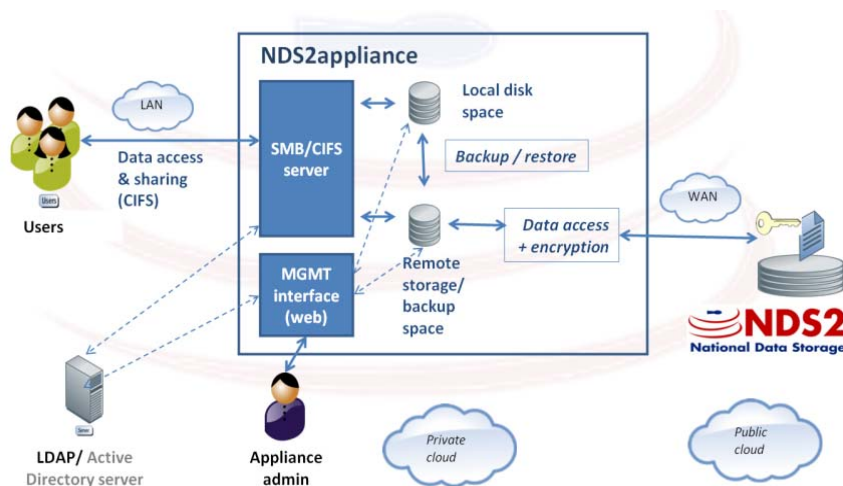 NDS2appliance
LAN
Data access
& sharing
(CIFS)
Users
Users
SMB/CIFS
server
Local disk
space
Backup / restore
Data access
+ encryption
WAN
MGMT
interface
(web)
Remote
storage/
backup
space
NDS2
National Data Storage
Server
LDAP/ Active
Directory server
Appliance
admin
Private
cloud
Public
cloud